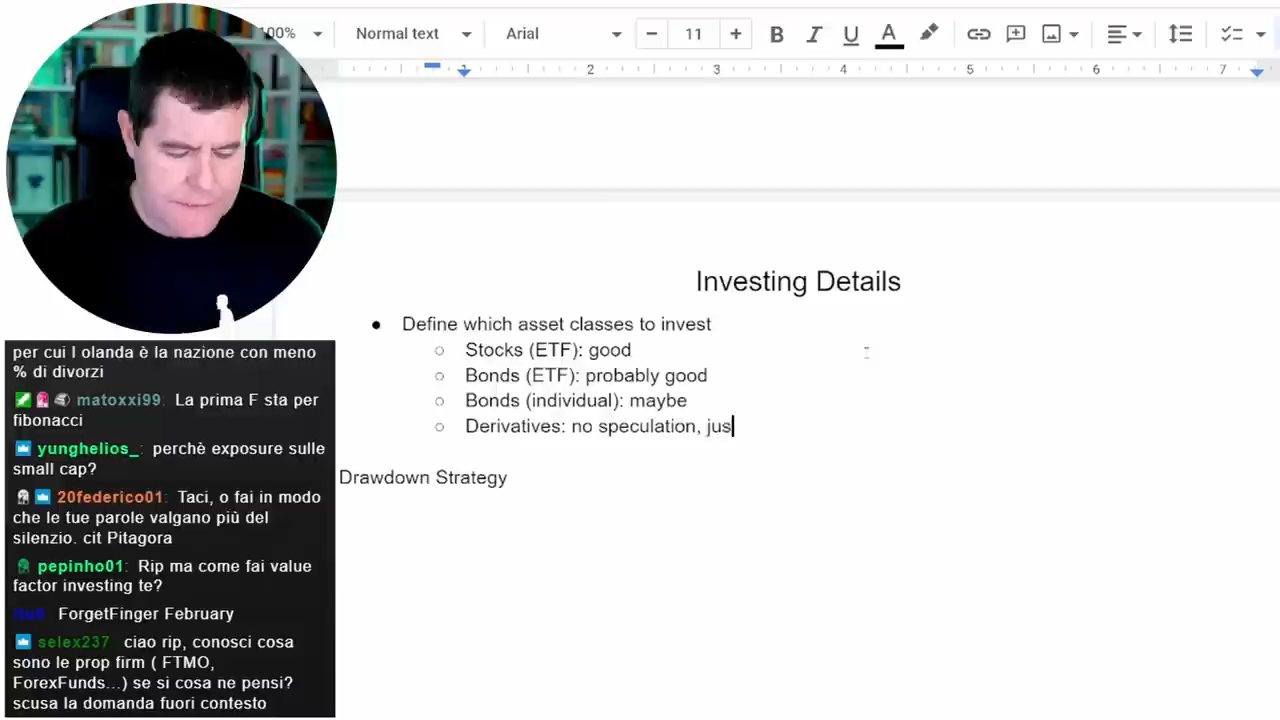 100%
Normal text
Arial
11
B I U A
1 2 3 4 5 6 7
Investing Details
Define which asset classes to invest
Stocks (ETF): good
Bonds (ETF): probably good
Bonds (individual): maybe
Derivatives: no speculation, jus
Drawdown Strategy
per cui l olanda è la nazione con meno
% di divorzi
matoxxi99: La prima F sta per
fibonacci
yunghelios_: perchè exposure sulle
small cap?
20federico01: Taci, o fai in modo
che le tue parole valgano più del
silenzio. cit Pitagora
pepinho01: Rip ma come fai value
factor investing te?
ForgetFinger February
selex237 ciao rip, conosci cosa
sono le prop firm ( FTMO,
ForexFunds...) se si cosa ne pensi?
scusa la domanda fuori contesto